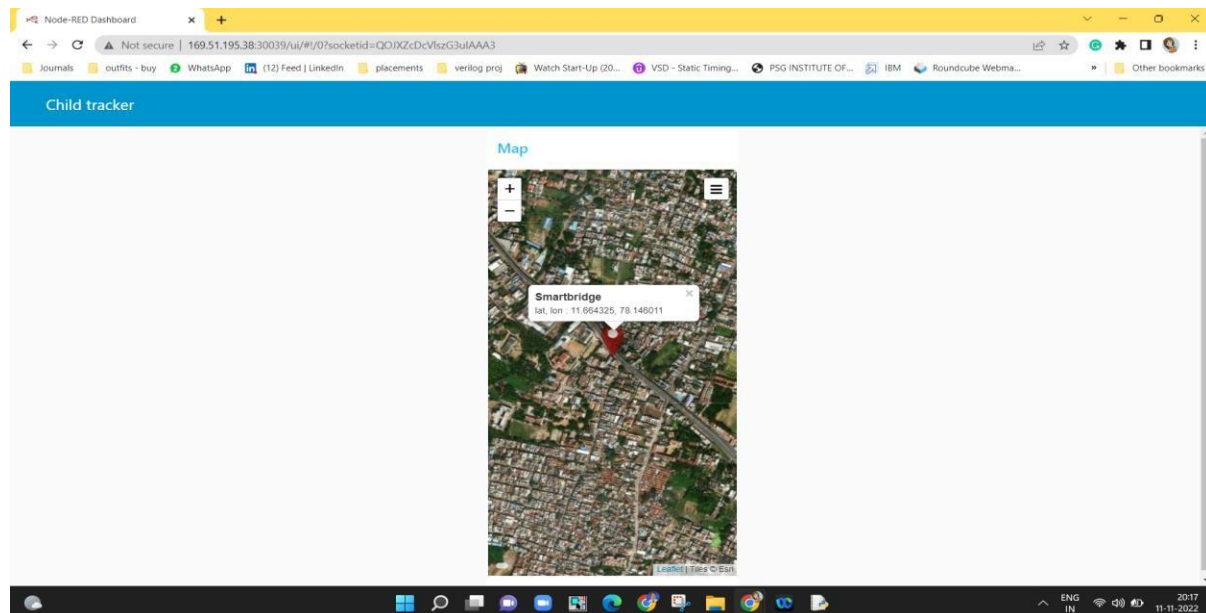 Node-RED Dashboard
Not secure | 169.51.195.38:30039/ui/#!/0?socketid=QOJXZcDcVlszG3ulAAA3
Journals outfits - buy WhatsApp (12) Feed | LinkedIn placements verilog proj Watch Start-Up (20... VSD - Static Timing... PSG INSTITUTE OF... IBM Roundcube Webma... » Other bookmarks
Child tracker
Map
+
−
Smartbridge ×
lat, lon : 11.664325, 78.146011
Leaflet | Tiles © Esri
ENG 20:17
IN 11-11-2022